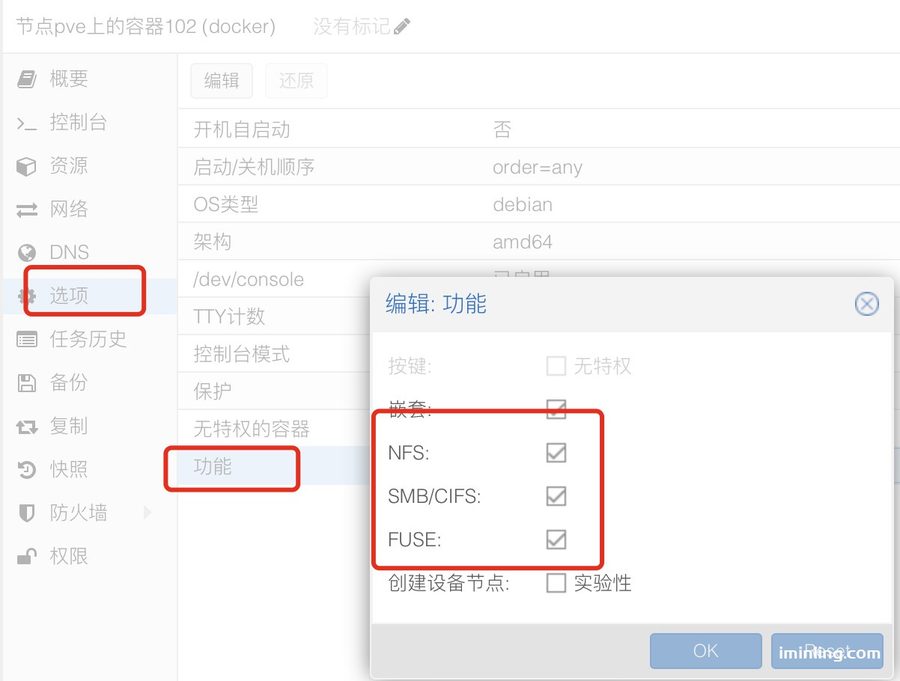 节点pve上的容器102 (docker) 没有标记
概要
控制台
资源
网络
DNS
选项
任务历史
备份
复制
快照
防火墙
权限
编辑 还原
开机自启动 否
启动/关机顺序 order=any
OS类型 debian
架构 amd64
/dev/console 已启用
TTY计数
控制台模式
保护
无特权的容器
功能
编辑: 功能
按键: 无特权
嵌套:
NFS:
SMB/CIFS:
FUSE:
创建设备节点: 实验性
OK Reset
iminling.com